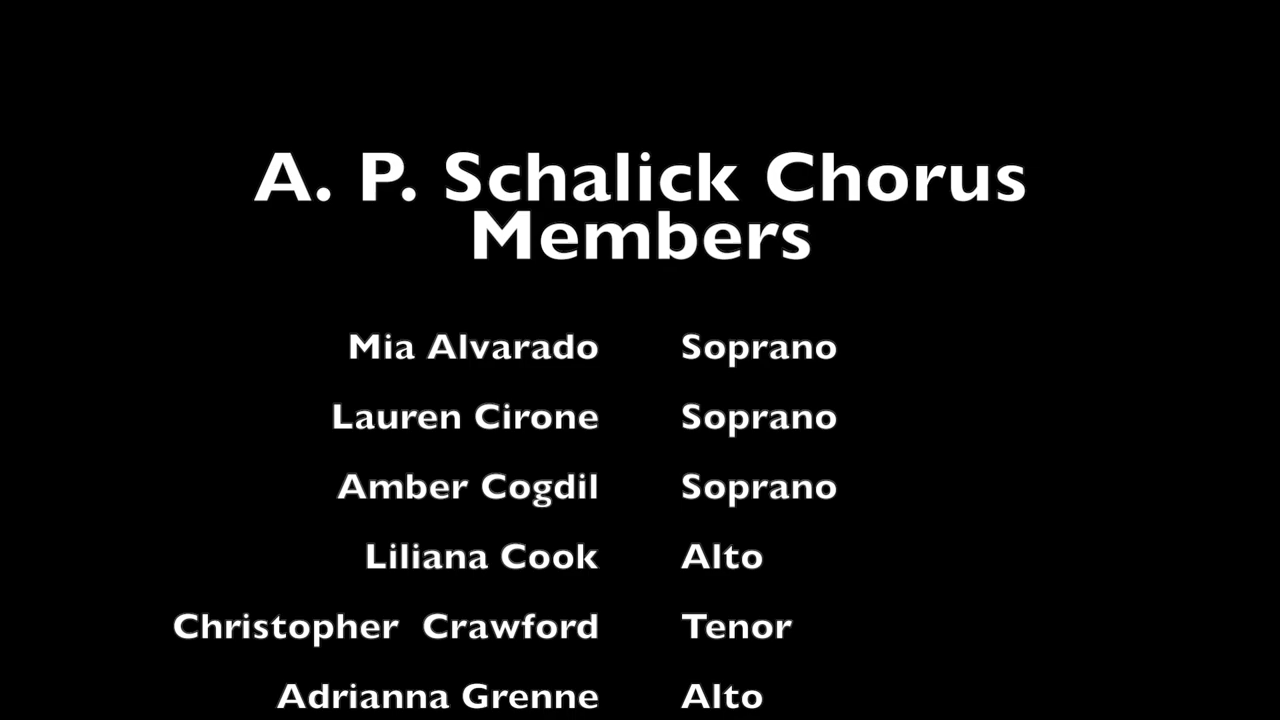 A. P. Schalick Chorus
Members
Mia Alvarado Soprano
Lauren Cirone Soprano
Amber Cogdil Soprano
Liliana Cook Alto
Christopher  Crawford Tenor
Adrianna Grenne Alto